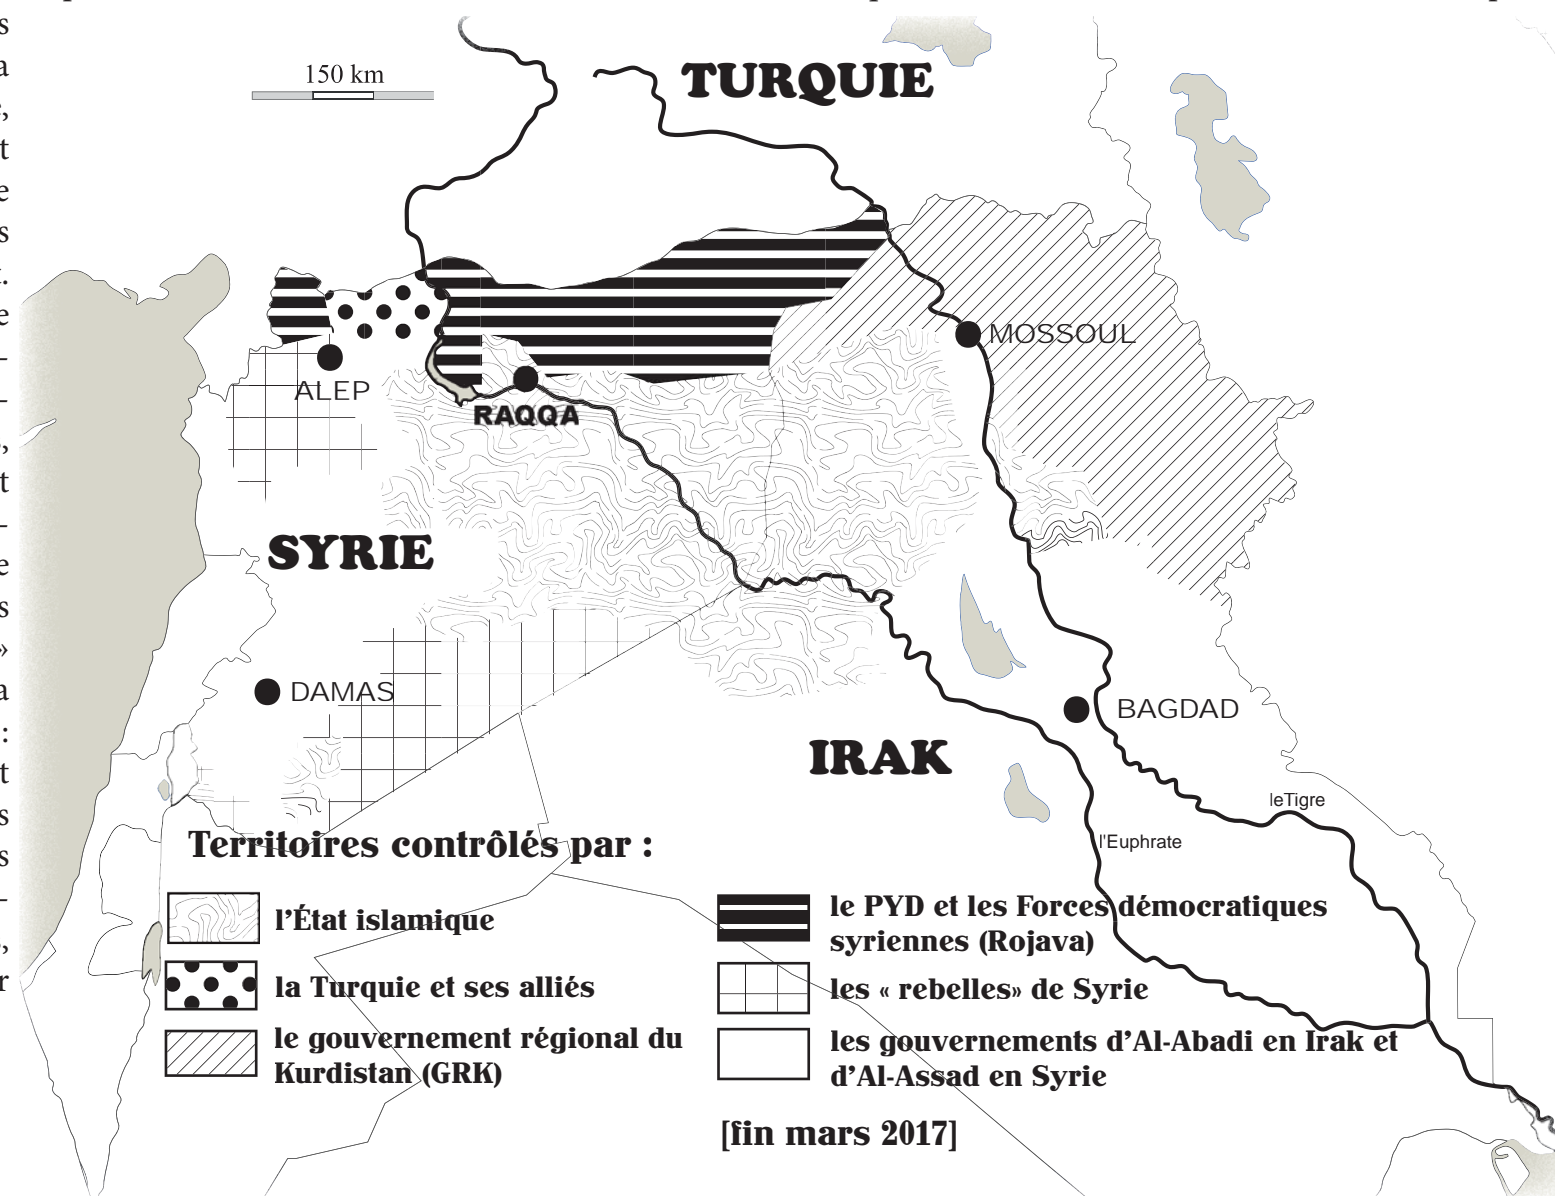 150 km
TURQUIE
MOSSOUL
ALEP
RAQQA
SYRIE
DAMAS
BAGDAD
IRAK
leTigre
l'Euphrate
Territoires contrôlés par :
l'État islamique
la Turquie et ses alliés
le gouvernement régional du
Kurdistan (GRK)
le PYD et les Forces démocratiques
syriennes (Rojava)
les « rebelles» de Syrie
les gouvernements d'Al-Abadi en Irak et
d'Al-Assad en Syrie
[fin mars 2017]